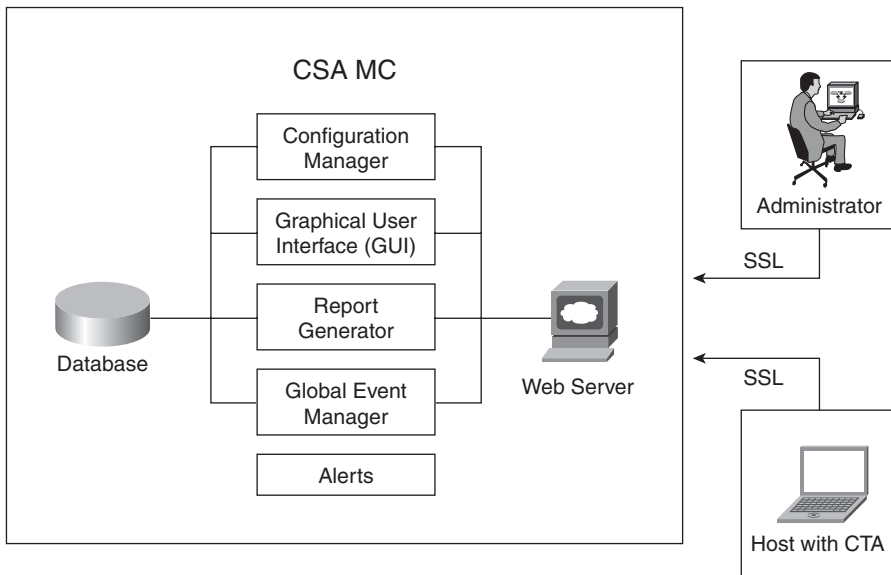 CSA MC
Configuration
Manager
Graphical User
Interface (GUI)
Report
Generator
Global Event
Manager
Alerts
Database
Web Server
Administrator
SSL
SSL
Host with CTA